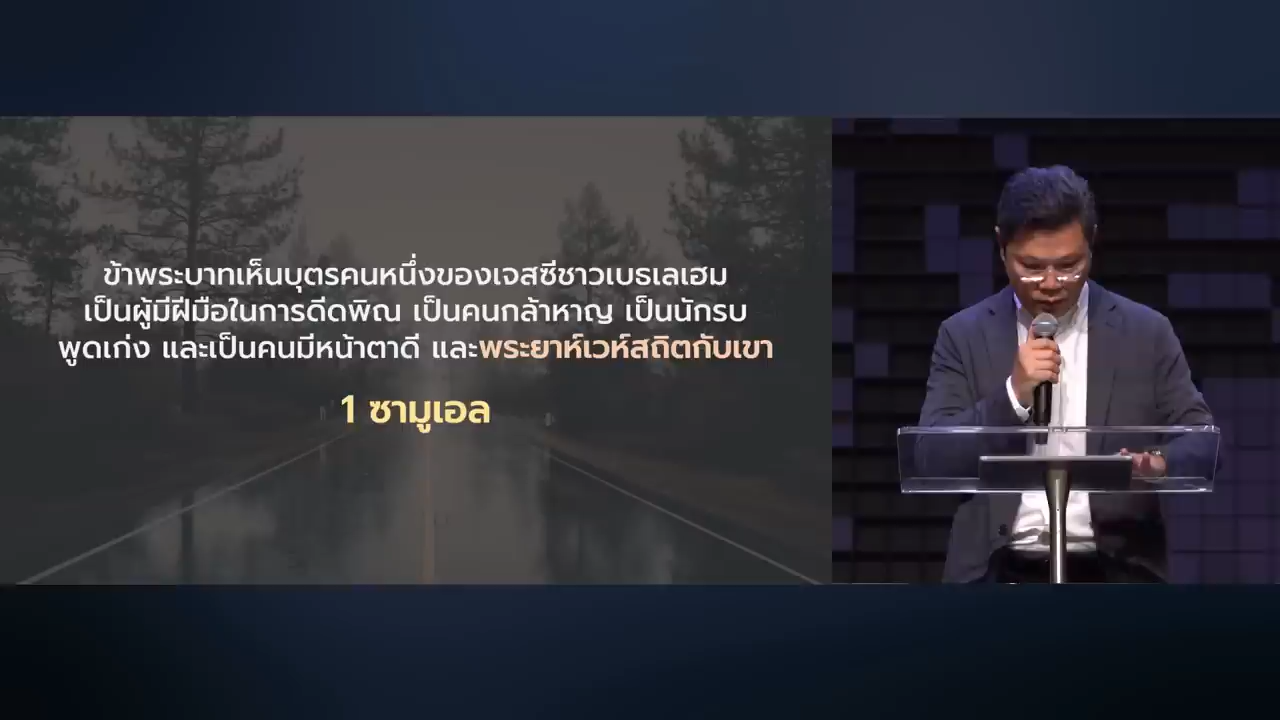 ข้าพระบาทเห็นบุตรคนหนึ่งของเจสซีชาวเบธเลเฮม
เป็นผู้มีฝีมือในการดีดพิณ เป็นคนกล้าหาญ เป็นนักรบ
พูดเก่ง และเป็นคนมีหน้าตาดี และพระยาห์เวห์สถิตกับเขา
1 ซามูเอล